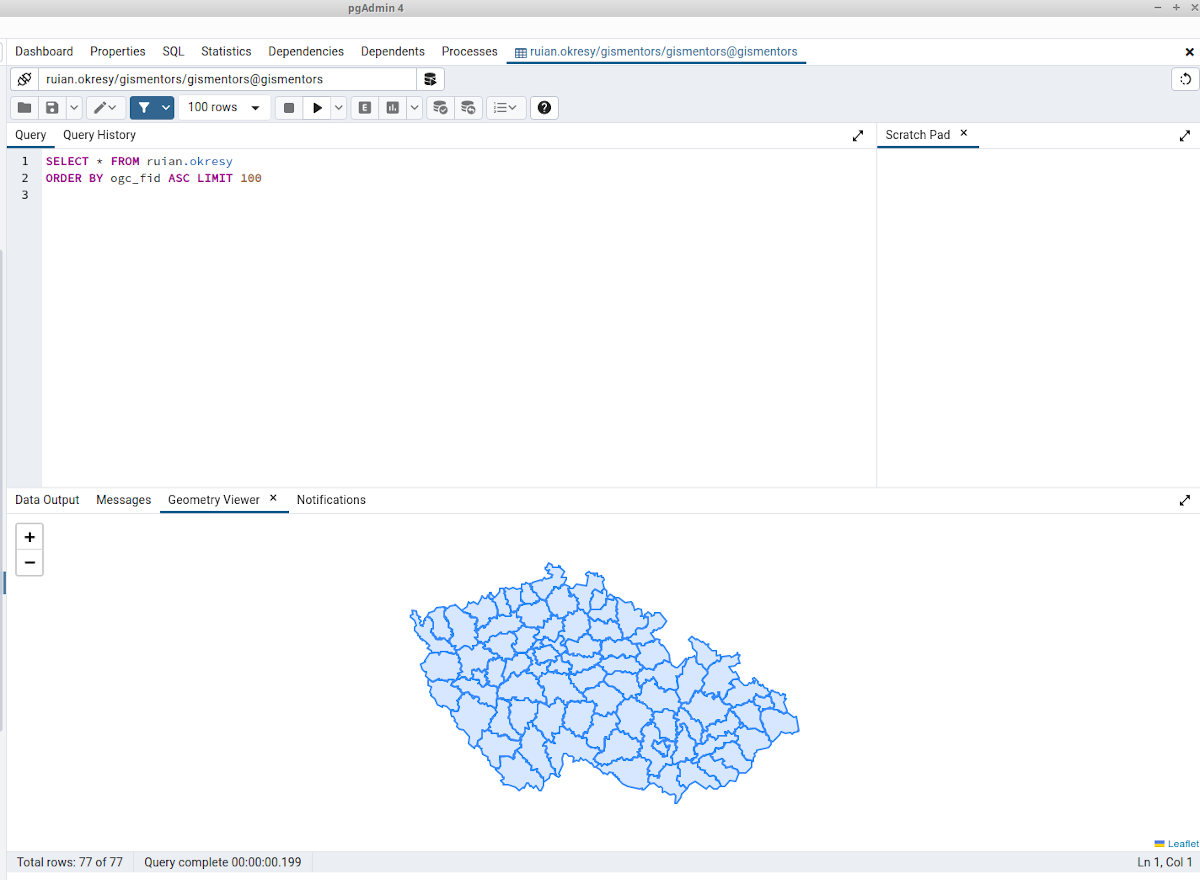 pgAdmin 4
Dashboard Properties SQL Statistics Dependencies Dependents Processes ruian.okresy/gismentors/gismentors@gismentors
ruian.okresy/gismentors/gismentors@gismentors
100 rows E
Query Query History Scratch Pad
1 SELECT * FROM ruian.okresy
2 ORDER BY ogc_fid ASC LIMIT 100
3
Data Output Messages Geometry Viewer Notifications
+
−
Leaflet
Total rows: 77 of 77 Query complete 00:00:00.199 Ln 1, Col 1